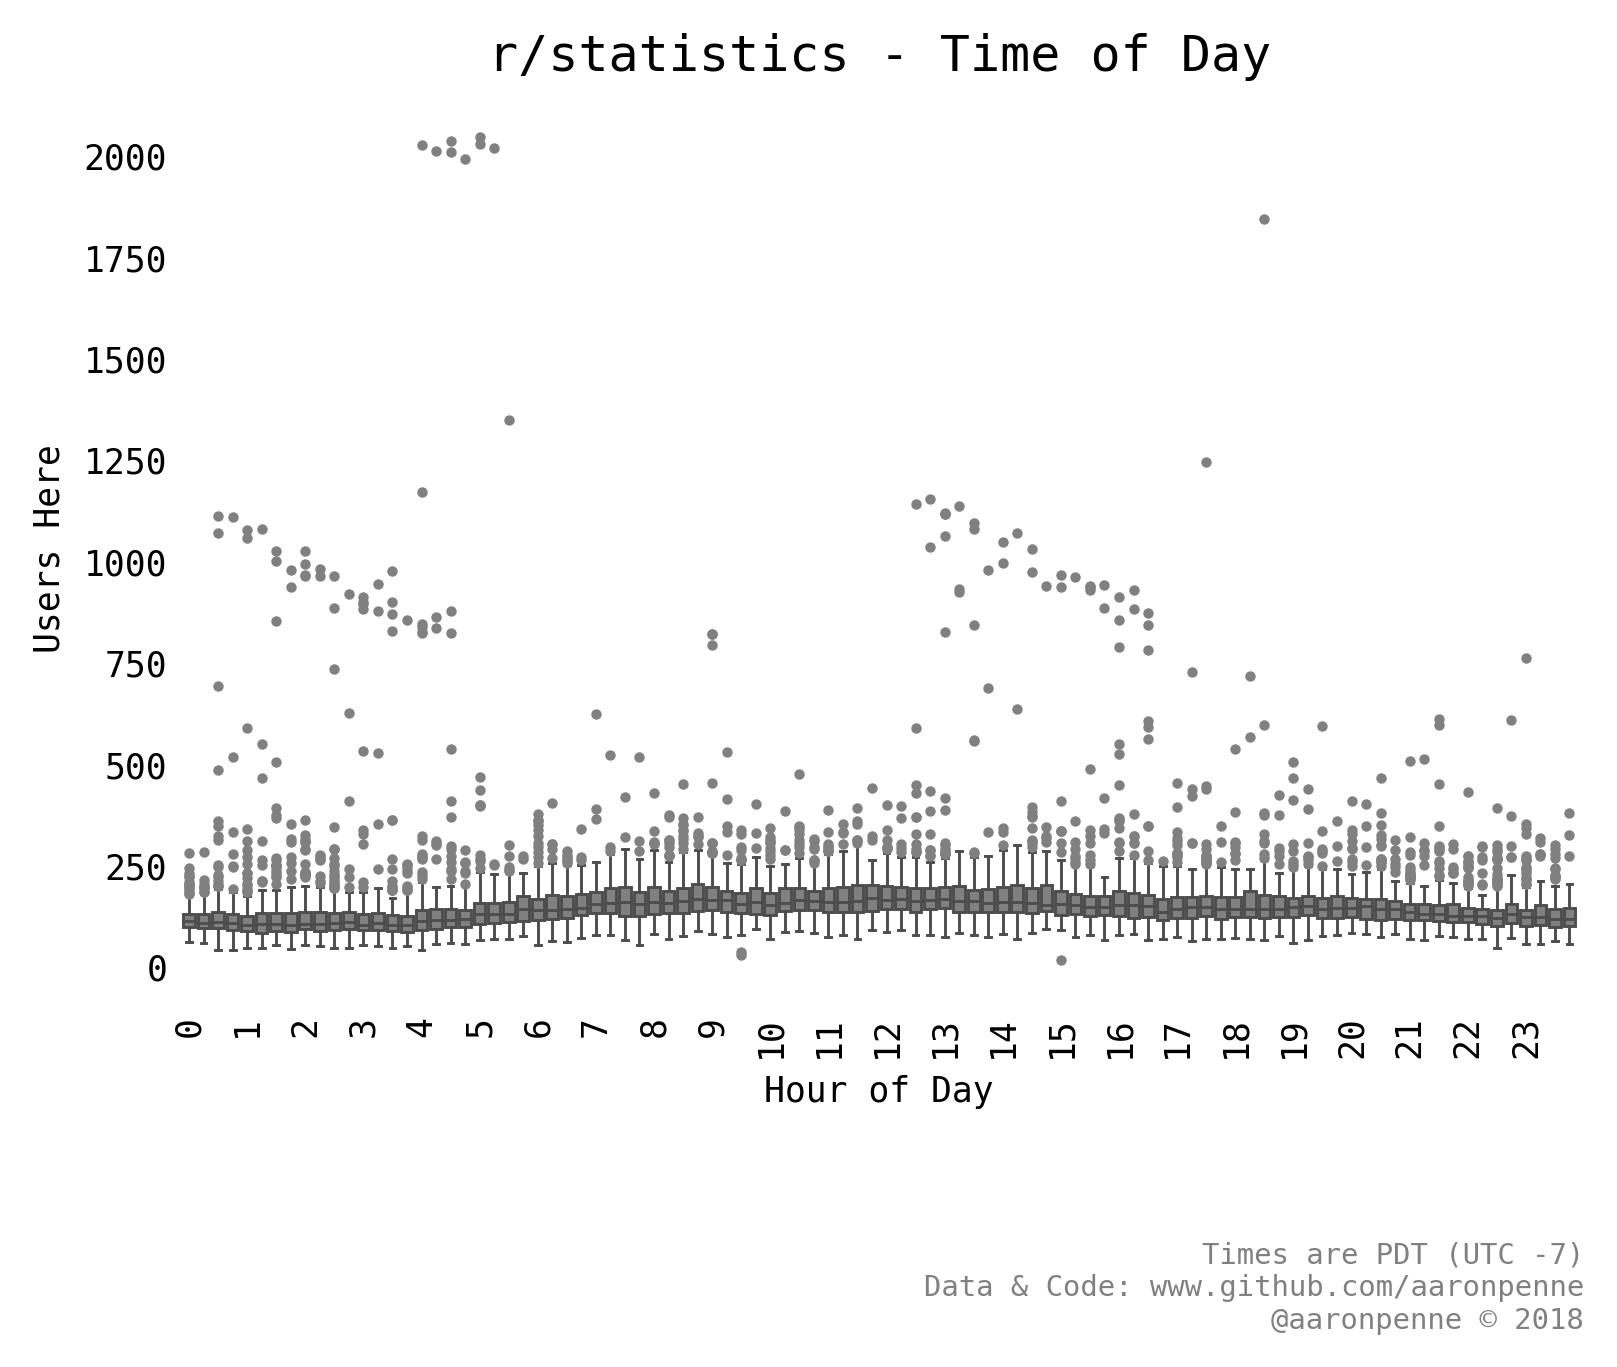 r/statistics - Time of Day
2000
1750
1500
1250
1000
750
500
250
0
Users Here
0 1 2 3 4 5 6 7 8 9 10 11 12 13 14 15 16 17 18 19 20 21 22 23
Hour of Day
Times are PDT (UTC -7)
Data & Code: www.github.com/aaronpenne
@aaronpenne © 2018